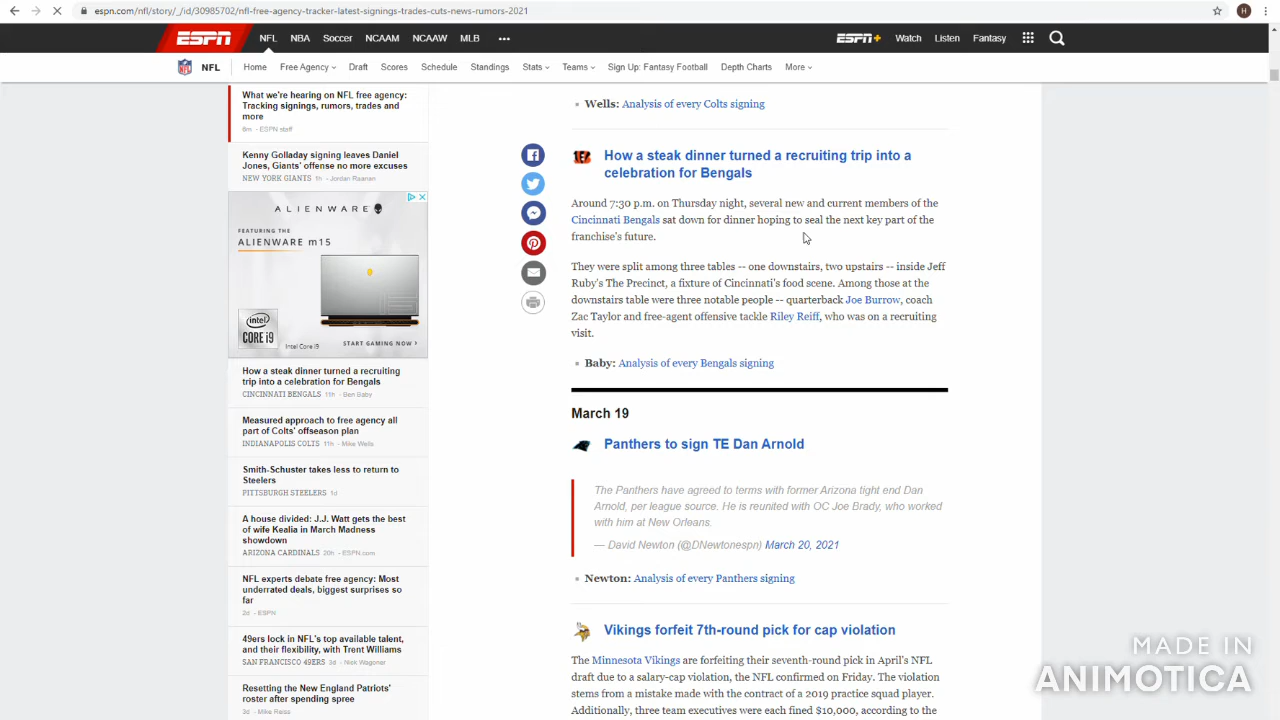 espn.com/nfl/story/_/id/30985702/nfl-free-agency-tracker-latest-signings-trades-cuts-news-rumors-2021
H
ESPN NFL NBA Soccer NCAAM NCAAW MLB ESPN+ Watch Listen Fantasy
NFL Home Free Agency Draft Scores Schedule Standings Stats Teams Sign Up: Fantasy Football Depth Charts More
What we're hearing on NFL free agency:
Tracking signings, rumors, trades and
more
6m - ESPN staff
Kenny Golladay signing leaves Daniel
Jones, Giants' offense no more excuses
NEW YORK GIANTS 1h - Jordan Raanan
ALIENWARE
FEATURING THE
ALIENWARE m15
intel
CORE i9
Intel Core i9
START GAMING NOW >
How a steak dinner turned a recruiting
trip into a celebration for Bengals
CINCINNATI BENGALS 11h - Ben Baby
Measured approach to free agency all
part of Colts' offseason plan
INDIANAPOLIS COLTS 11h - Mike Wells
Smith-Schuster takes less to return to
Steelers
PITTSBURGH STEELERS 1d
A house divided: J.J. Watt gets the best
of wife Kealia in March Madness
showdown
ARIZONA CARDINALS 20h - ESPN.com
NFL experts debate free agency: Most
underrated deals, biggest surprises so
far
2d - ESPN
49ers lock in NFL's top available talent,
and their flexibility, with Trent Williams
SAN FRANCISCO 49ERS 3d - Nick Wagoner
Resetting the New England Patriots'
roster after spending spree
3d - Mike Reiss
Wells: Analysis of every Colts signing
How a steak dinner turned a recruiting trip into a
celebration for Bengals
Around 7:30 p.m. on Thursday night, several new and current members of the
Cincinnati Bengals sat down for dinner hoping to seal the next key part of the
franchise's future.
They were split among three tables -- one downstairs, two upstairs -- inside Jeff
Ruby's The Precinct, a fixture of Cincinnati's food scene. Among those at the
downstairs table were three notable people -- quarterback Joe Burrow, coach
Zac Taylor and free-agent offensive tackle Riley Reiff, who was on a recruiting
visit.
Baby: Analysis of every Bengals signing
March 19
Panthers to sign TE Dan Arnold
The Panthers have agreed to terms with former Arizona tight end Dan
Arnold, per league source. He is reunited with OC Joe Brady, who worked
with him at New Orleans.
— David Newton (@DNewtonespn) March 20, 2021
Newton: Analysis of every Panthers signing
Vikings forfeit 7th-round pick for cap violation
The Minnesota Vikings are forfeiting their seventh-round pick in April's NFL
draft due to a salary-cap violation, the NFL confirmed on Friday. The violation
stems from a mistake made with the contract of a 2019 practice squad player.
Additionally, three team executives were each fined $10,000, according to the
MADE IN
ANIMOTICA